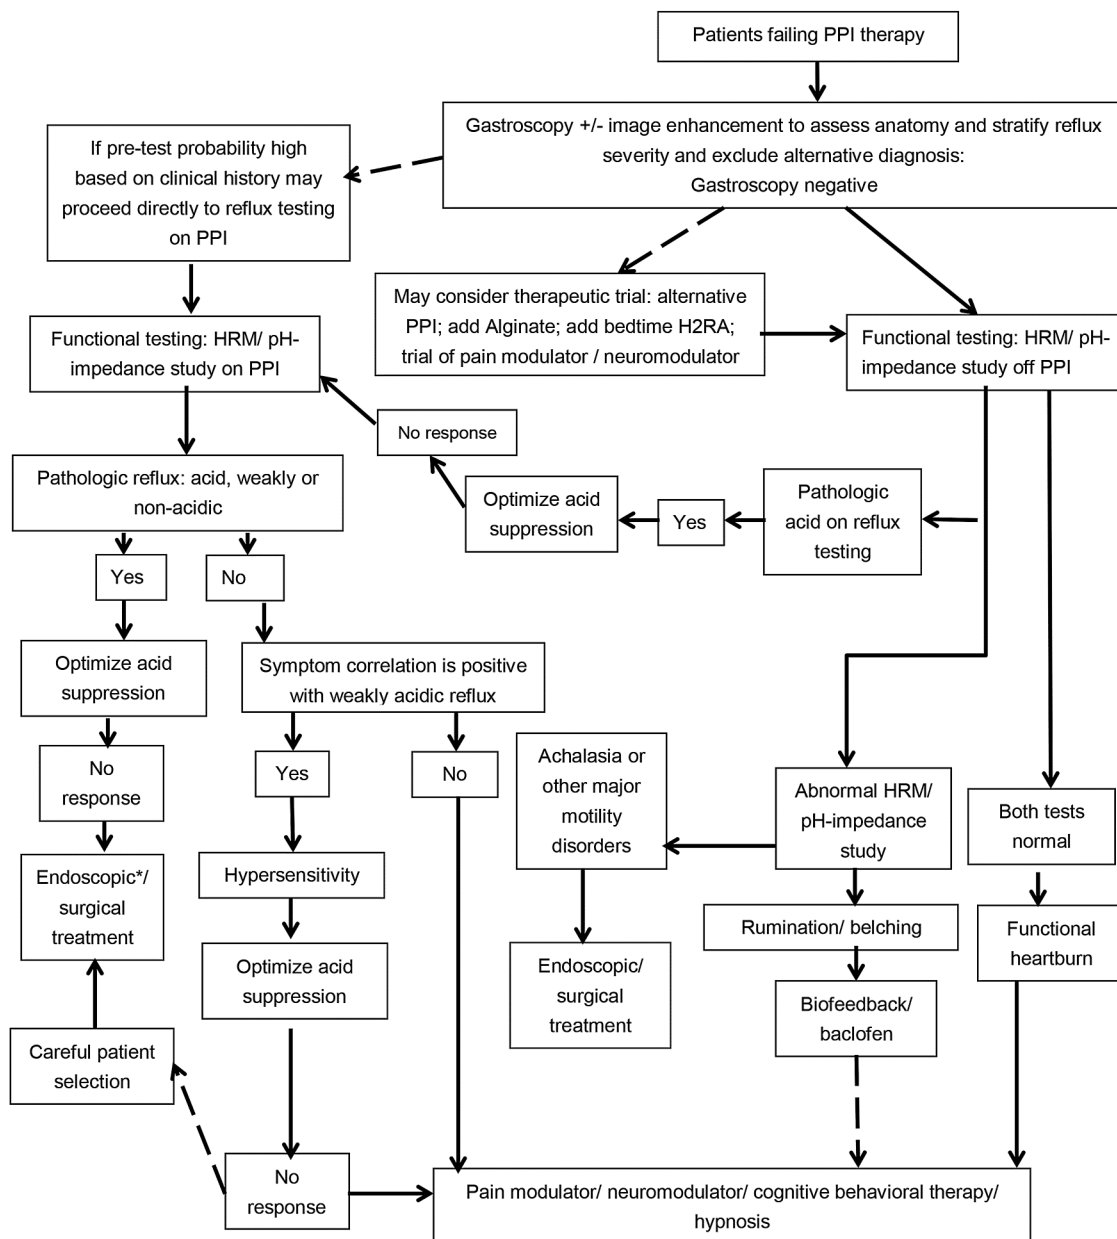 Patients failing PPI therapy
Gastroscopy +/- image enhancement to assess anatomy and stratify reflux
severity and exclude alternative diagnosis:
Gastroscopy negative
If pre-test probability high
based on clinical history may
proceed directly to reflux testing
on PPI
May consider therapeutic trial: alternative
PPI; add Alginate; add bedtime H2RA;
trial of pain modulator / neuromodulator
Functional testing: HRM/ pH-
impedance study on PPI
Functional testing: HRM/ pH-
impedance study off PPI
No response
Pathologic reflux: acid, weakly or
non-acidic
Optimize acid
suppression
Yes
Pathologic
acid on reflux
testing
Yes
No
Optimize acid
suppression
Symptom correlation is positive
with weakly acidic reflux
No
response
Yes
No
Achalasia or
other major
motility
disorders
Abnormal HRM/
pH-impedance
study
Both tests
normal
Endoscopic*/
surgical
treatment
Hypersensitivity
Rumination/ belching
Functional
heartburn
Optimize acid
suppression
Endoscopic/
surgical
treatment
Biofeedback/
baclofen
Careful patient
selection
No
response
Pain modulator/ neuromodulator/ cognitive behavioral therapy/
hypnosis